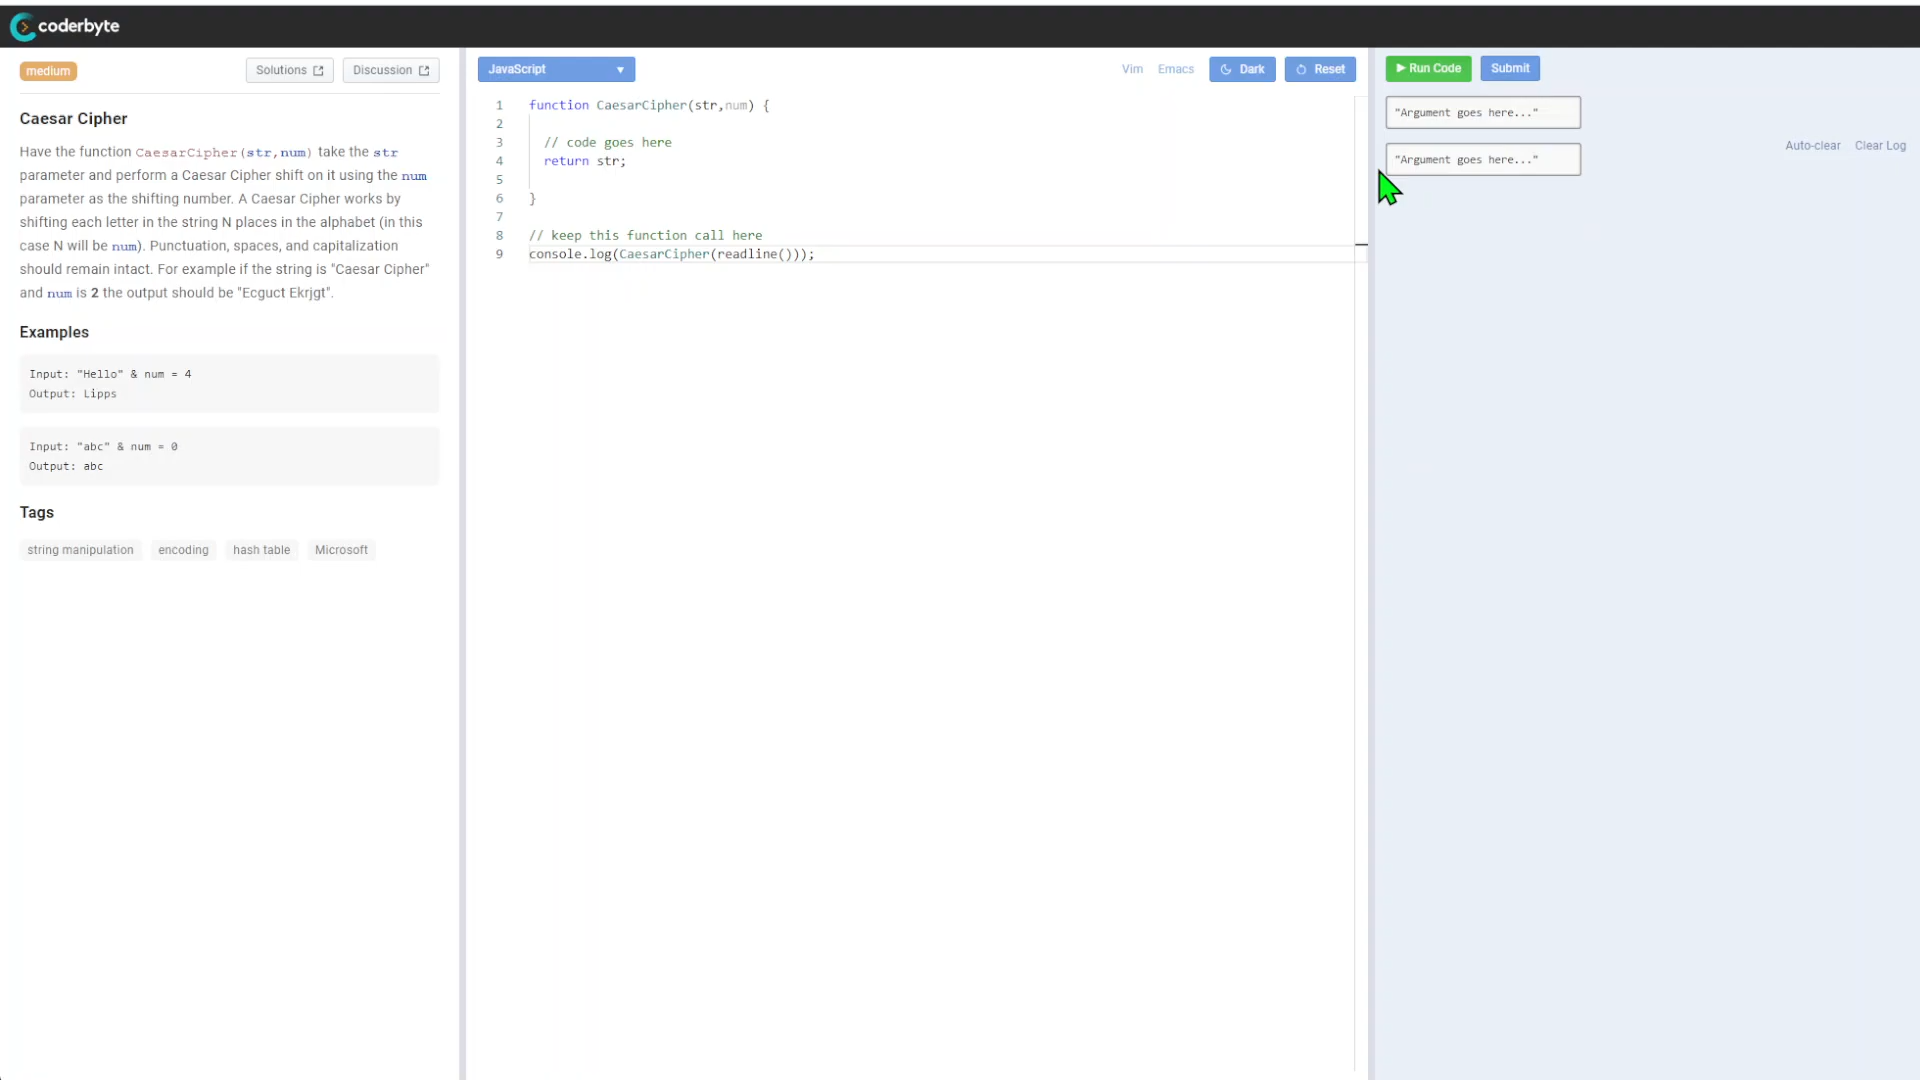 coderbyte
medium
Solutions
Discussion
Caesar Cipher
Have the function CaesarCipher(str,num) take the str
parameter and perform a Caesar Cipher shift on it using the num
parameter as the shifting number. A Caesar Cipher works by
shifting each letter in the string N places in the alphabet (in this
case N will be num). Punctuation, spaces, and capitalization
should remain intact. For example if the string is "Caesar Cipher"
and num is 2 the output should be "Ecguct Ekrjgt".
Examples
Input: "Hello" & num = 4
Output: Lipps
Input: "abc" & num = 0
Output: abc
Tags
string manipulation
encoding
hash table
Microsoft
JavaScript
Vim
Emacs
Dark
Reset
1 function CaesarCipher(str,num) {
2
3 // code goes here
4 return str;
5
6 }
7
8 // keep this function call here
9 console.log(CaesarCipher(readline()));
Run Code
Submit
"Argument goes here..."
Auto-clear
Clear Log
"Argument goes here..."